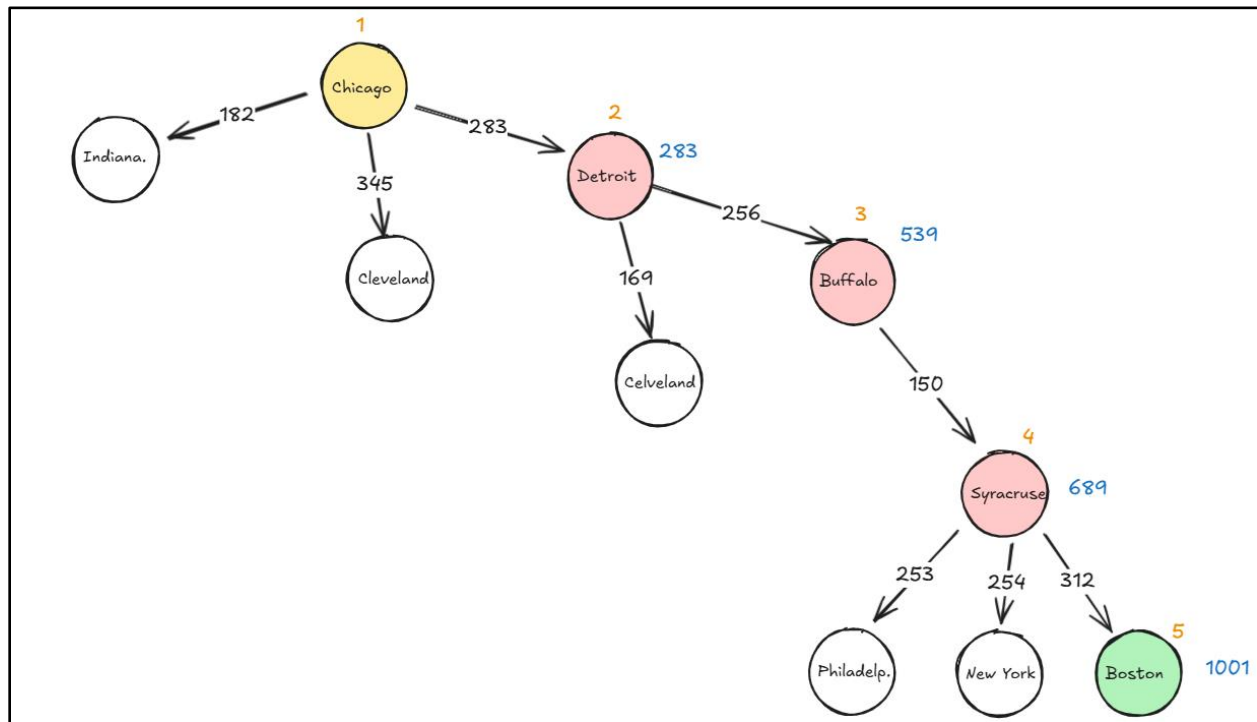 1
Chicago
182
283
2
Indiana.
283
Detroit
345
256
3
539
Cleveland
169
Buffalo
Celveland
150
4
Syracruse
689
253
254
312
5
Philadelp.
New York
Boston
1001